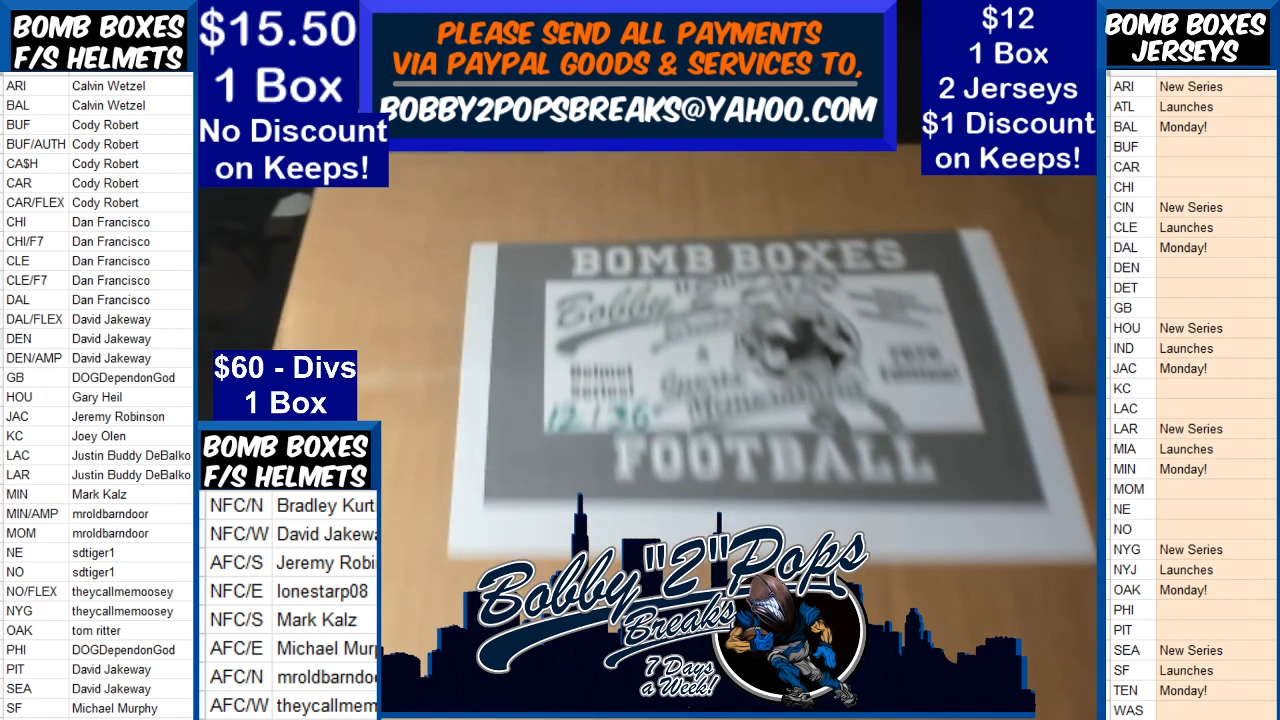 BOMB BOXES
F/S HELMETS
ARI Calvin Wetzel
BAL Calvin Wetzel
BUF Cody Robert
BUF/AUTH Cody Robert
CA$H Cody Robert
CAR Cody Robert
CAR/FLEX Cody Robert
CHI Dan Francisco
CHI/F7 Dan Francisco
CLE Dan Francisco
CLE/F7 Dan Francisco
DAL Dan Francisco
DAL/FLEX David Jakeway
DEN David Jakeway
DEN/AMP David Jakeway
GB DOGDependonGod
HOU Gary Heil
JAC Jeremy Robinson
KC Joey Olen
LAC Justin Buddy DeBalko
LAR Justin Buddy DeBalko
MIN Mark Kalz
MIN/AMP mroldbarndoor
MOM mroldbarndoor
NE sdtiger1
NO sdtiger1
NO/FLEX theycallmemoosey
NYG theycallmemoosey
OAK tom ritter
PHI DOGDependonGod
PIT David Jakeway
SEA David Jakeway
SF Michael Murphy
$15.50
1 Box
No Discount
on Keeps!
$60 - Divs
1 Box
BOMB BOXES
F/S HELMETS
NFC/N Bradley Kurt
NFC/W David Jakewa
AFC/S Jeremy Robi
NFC/E lonestarp08
NFC/S Mark Kalz
AFC/E Michael Mur
AFC/N mroldbarndo
AFC/W theycallmem
PLEASE SEND ALL PAYMENTS
VIA PAYPAL GOODS & SERVICES TO,
BOBBY2POPSBREAKS@YAHOO.COM
BOMB BOXES
Bobby
Helmet
Series!
2020
Edition!
12/36
FOOTBALL
Bobby "2" Pops
Breaks
7 Days
a Week!
$12
1 Box
2 Jerseys
$1 Discount
on Keeps!
BOMB BOXES
JERSEYS
ARI New Series
ATL Launches
BAL Monday!
BUF
CAR
CHI
CIN New Series
CLE Launches
DAL Monday!
DEN
DET
GB
HOU New Series
IND Launches
JAC Monday!
KC
LAC
LAR New Series
MIA Launches
MIN Monday!
MOM
NE
NO
NYG New Series
NYJ Launches
OAK Monday!
PHI
PIT
SEA New Series
SF Launches
TEN Monday!
WAS